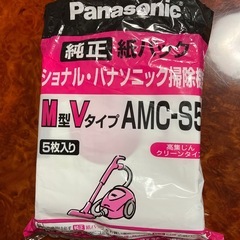 Panasonic
純正 紙パック
ショナル・パナソニック掃除機
M型Vタイプ AMC-S5
5枚入り
高集じん
クリーンタイプ